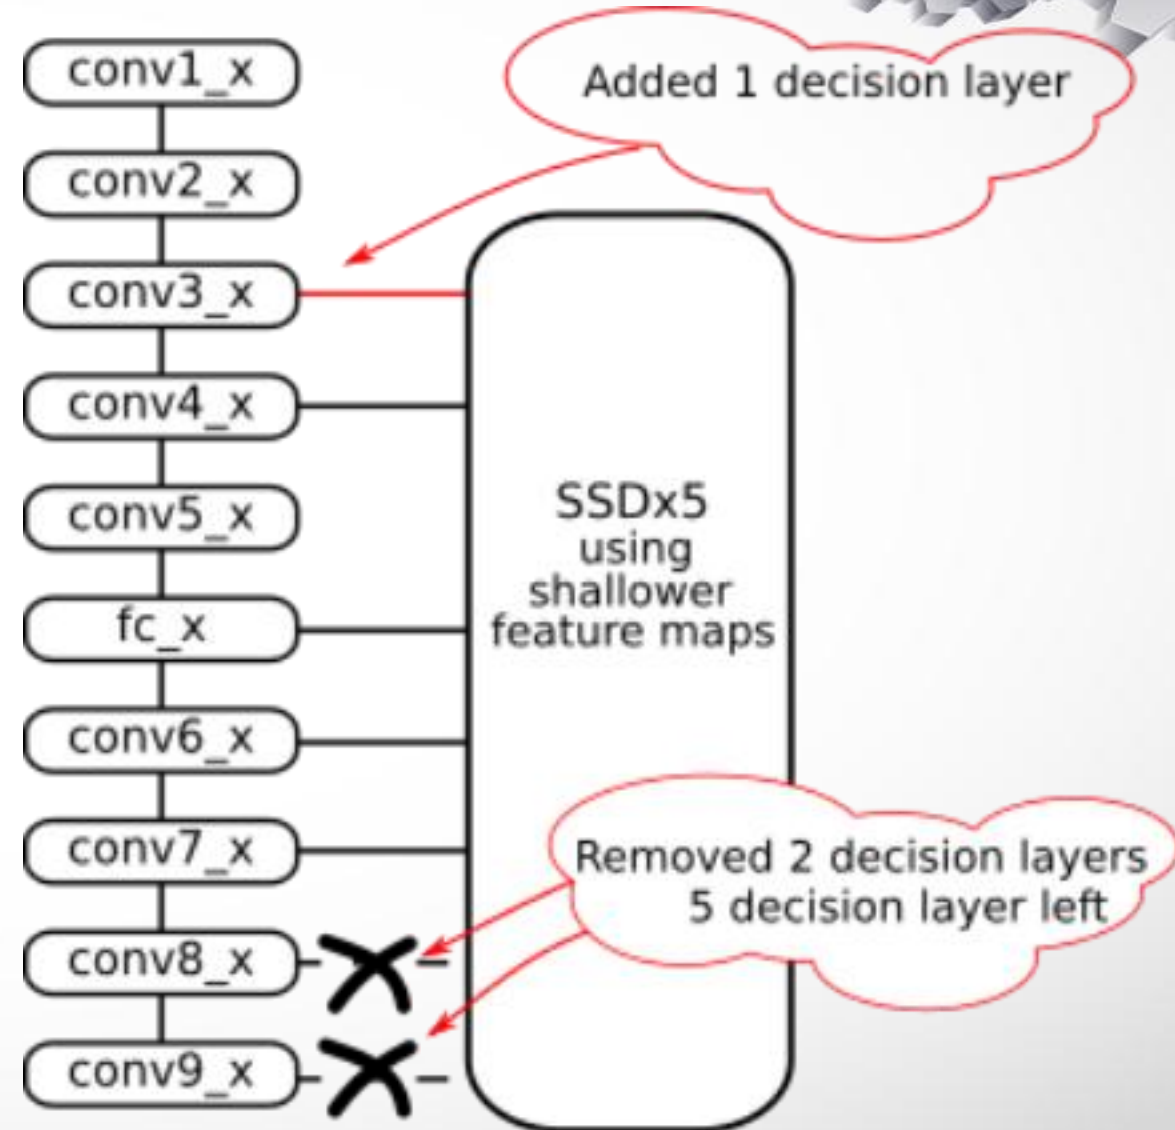 conv1_x
Added 1 decision layer
conv2_x
conv3_x
conv4_x
conv5_x
SSDx5
using
shallower
feature maps
fc_x
conv6_x
conv7_x
Removed 2 decision layers
5 decision layer left
conv8_x
conv9_x